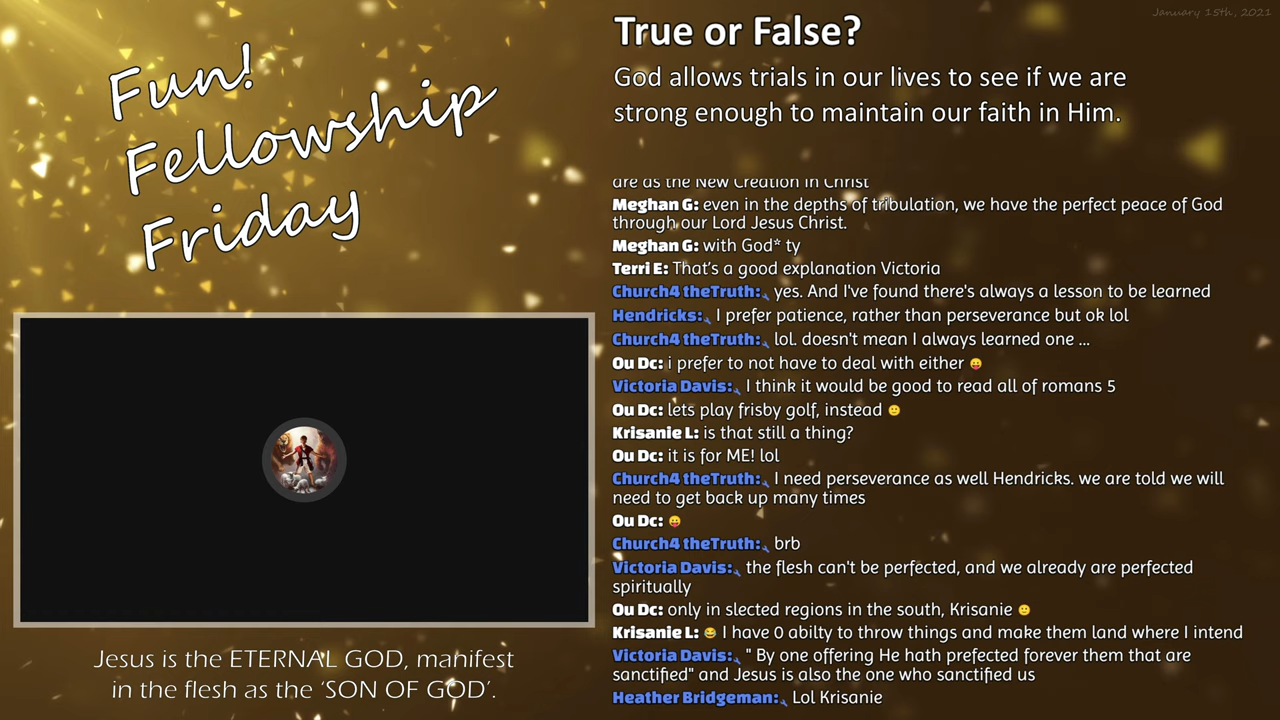 January 15th, 2021
Fun!
Fellowship
Friday
True or False?
God allows trials in our lives to see if we are
strong enough to maintain our faith in Him.
are as the New Creation in Christ
Meghan G: even in the depths of tribulation, we have the perfect peace of God
through our Lord Jesus Christ.
Meghan G: with God* ty
Terri E: That's a good explanation Victoria
Church4 theTruth: yes. And I've found there's always a lesson to be learned
Hendricks: I prefer patience, rather than perseverance but ok lol
Church4 theTruth: lol. doesn't mean I always learned one ...
Ou Dc: i prefer to not have to deal with either 😛
Victoria Davis: I think it would be good to read all of romans 5
Ou Dc: lets play frisby golf, instead 🙂
Krisanie L: is that still a thing?
Ou Dc: it is for ME! lol
Church4 theTruth: I need perseverance as well Hendricks. we are told we will
need to get back up many times
Ou Dc: 😛
Church4 theTruth: brb
Victoria Davis: the flesh can't be perfected, and we already are perfected
spiritually
Ou Dc: only in slected regions in the south, Krisanie 🙂
Krisanie L: 😂 I have 0 abilty to throw things and make them land where I intend
Victoria Davis: " By one offering He hath prefected forever them that are
sanctified" and Jesus is also the one who sanctified us
Heather Bridgeman: Lol Krisanie
Jesus is the ETERNAL GOD, manifest
in the flesh as the ‘SON OF GOD’.